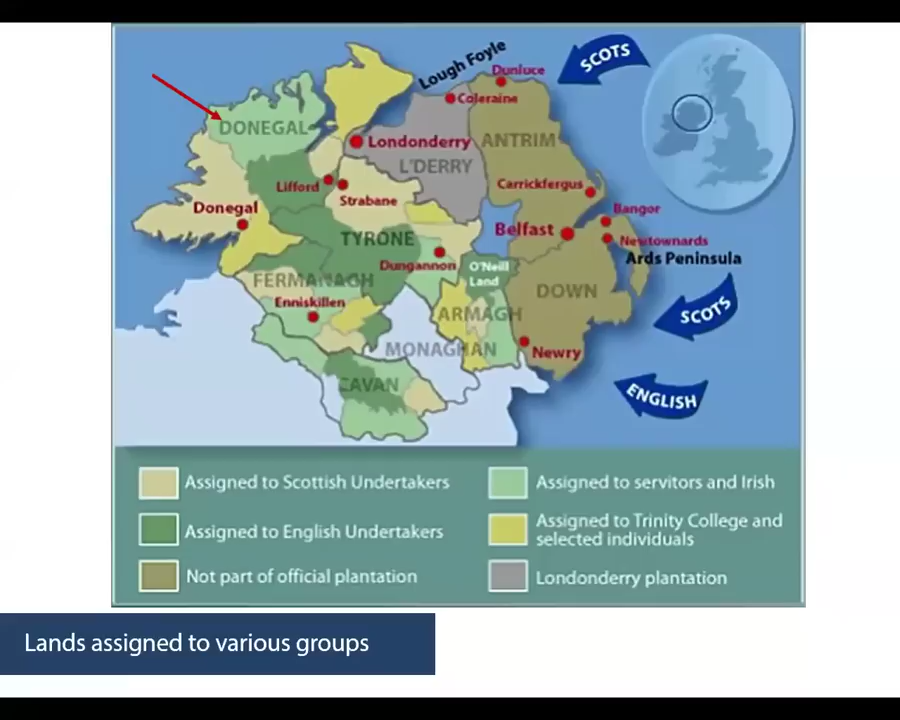 SCOTS
Lough Foyle
Dunluce
Coleraine
DONEGAL
Londonderry
ANTRIM
L'DERRY
Lifford
Strabane
Carrickfergus
Donegal
Bangor
Belfast
Newtownards
TYRONE
Ards Peninsula
Dungannon
O'Neill
Land
FERMANAGH
DOWN
Enniskillen
ARMAGH
SCOTS
MONAGHAN
Newry
CAVAN
ENGLISH
Assigned to Scottish Undertakers
Assigned to servitors and Irish
Assigned to English Undertakers
Assigned to Trinity College and
selected individuals
Not part of official plantation
Londonderry plantation
Lands assigned to various groups